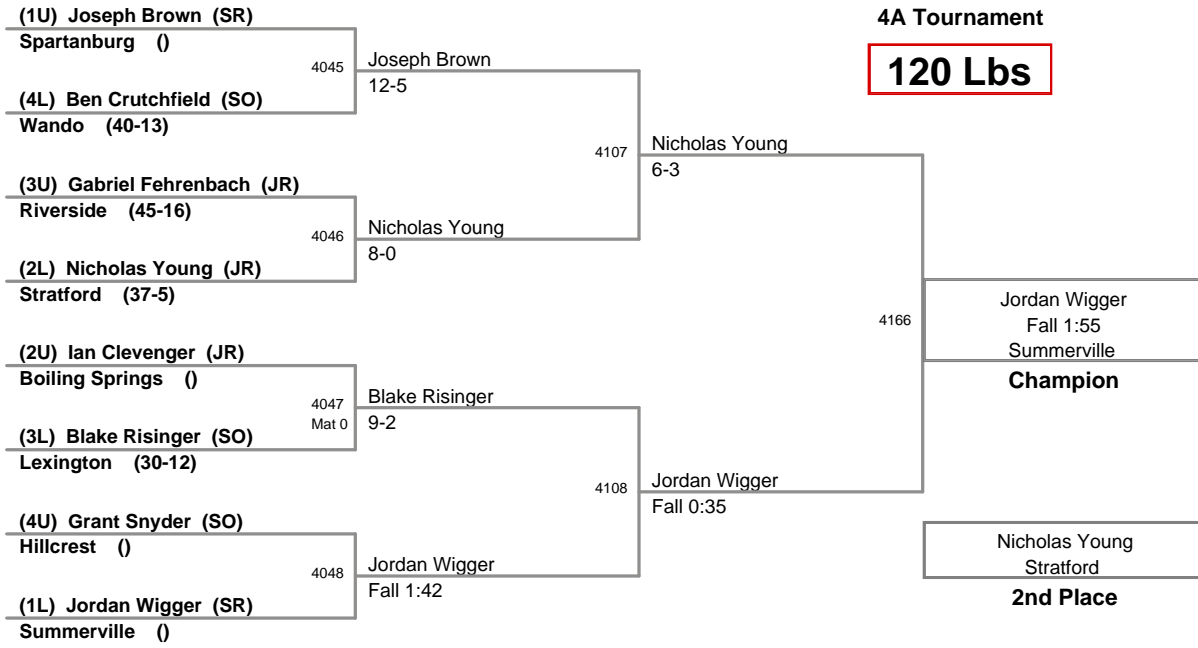 (1U) Joseph Brown (SR)
Spartanburg ()
4A Tournament
120 Lbs
4045
Joseph Brown
12-5
(4L) Ben Crutchfield (SO)
Wando (40-13)
4107
Nicholas Young
6-3
(3U) Gabriel Fehrenbach (JR)
Riverside (45-16)
4046
Nicholas Young
8-0
(2L) Nicholas Young (JR)
Stratford (37-5)
4166
Jordan Wigger
Fall 1:55
Summerville
Champion
(2U) Ian Clevenger (JR)
Boiling Springs ()
4047
Mat 0
Blake Risinger
9-2
(3L) Blake Risinger (SO)
Lexington (30-12)
4108
Jordan Wigger
Fall 0:35
(4U) Grant Snyder (SO)
Hillcrest ()
4048
Jordan Wigger
Fall 1:42
(1L) Jordan Wigger (SR)
Summerville ()
Nicholas Young
Stratford
2nd Place